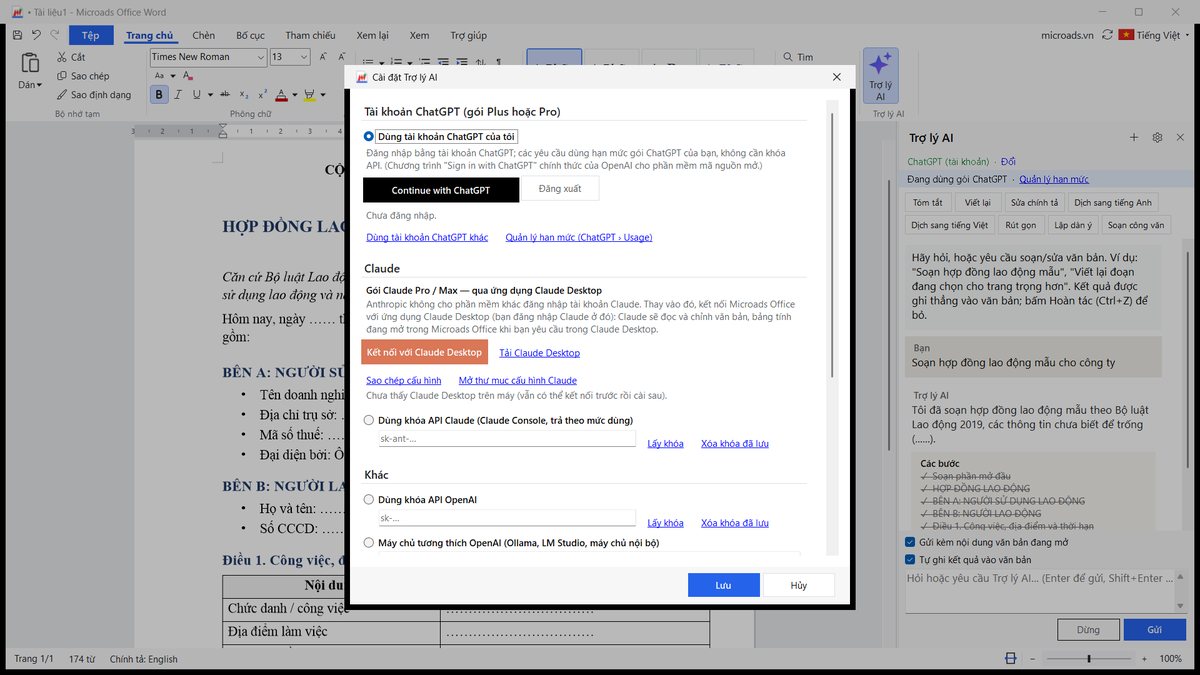 • Tài liệu1 - Microads Office Word
Tệp
Trang chủ
Chèn
Bố cục
Tham chiếu
Xem lại
Xem
Trợ giúp
microads.vn
Tiếng Việt
Dán
Cắt
Sao chép
Sao định dạng
Bộ nhớ tạm
Times New Roman
13
Phông chữ
Tìm
Trợ lý
AI
Trợ lý AI
HỢP ĐỒNG LAO
Căn cứ Bộ luật Lao
sử dụng lao động và
Hôm nay, ngày ……
gồm:
BÊN A: NGƯỜI SỬ
• Tên doanh
• Địa chỉ trụ sở:
• Mã số thuế:
• Đại diện bởi:
BÊN B: NGƯỜI
• Họ và tên: ……
• Số CCCD: ……
Điều 1. Công việc,
Nội
Chức danh / công việc
Địa điểm làm việc
Cài đặt Trợ lý AI
Tài khoản ChatGPT (gói Plus hoặc Pro)
Dùng tài khoản ChatGPT của tôi
Đăng nhập bằng tài khoản ChatGPT; các yêu cầu dùng hạn mức gói ChatGPT của bạn, không cần khóa
API. (Chương trình "Sign in with ChatGPT" chính thức của OpenAI cho phần mềm mã nguồn mở.)
Continue with ChatGPT
Đăng xuất
Chưa đăng nhập.
Dùng tài khoản ChatGPT khác
Quản lý hạn mức (ChatGPT › Usage)
Claude
Gói Claude Pro / Max — qua ứng dụng Claude Desktop
Anthropic không cho phần mềm khác đăng nhập tài khoản Claude. Thay vào đó, kết nối Microads Office
với ứng dụng Claude Desktop (bạn đăng nhập Claude ở đó): Claude sẽ đọc và chỉnh văn bản, bảng tính
đang mở trong Microads Office khi bạn yêu cầu trong Claude Desktop.
Kết nối với Claude Desktop
Tải Claude Desktop
Sao chép cấu hình
Mở thư mục cấu hình Claude
Chưa thấy Claude Desktop trên máy (vẫn có thể kết nối trước rồi cài sau).
Dùng khóa API Claude (Claude Console, trả theo mức dùng)
sk-ant-...
Lấy khóa
Xóa khóa đã lưu
Khác
Dùng khóa API OpenAI
sk-...
Lấy khóa
Xóa khóa đã lưu
Máy chủ tương thích OpenAI (Ollama, LM Studio, máy chủ nội bộ)
Lưu
Hủy
Trợ lý AI
ChatGPT (tài khoản) · Đổi
Đang dùng gói ChatGPT · Quản lý hạn mức
Tóm tắt
Viết lại
Sửa chính tả
Dịch sang tiếng Anh
Dịch sang tiếng Việt
Rút gọn
Lập dàn ý
Soạn công văn
Hãy hỏi, hoặc yêu cầu soạn/sửa văn bản. Ví dụ:
"Soạn hợp đồng lao động mẫu", "Viết lại đoạn
đang chọn cho trang trọng hơn". Kết quả được
ghi thẳng vào văn bản; bấm Hoàn tác (Ctrl+Z) để
bỏ.
Bạn
Soạn hợp đồng lao động mẫu cho công ty
Trợ lý AI
Tôi đã soạn hợp đồng lao động mẫu theo Bộ luật
Lao động 2019, các thông tin chưa biết để trống
(......).
Các bước
✓ Soạn phần mở đầu
✓ HỢP ĐỒNG LAO ĐỘNG
✓ BÊN A: NGƯỜI SỬ DỤNG LAO ĐỘNG
✓ BÊN B: NGƯỜI LAO ĐỘNG
✓ Điều 1. Công việc, địa điểm và thời hạn
Gửi kèm nội dung văn bản đang mở
Tự ghi kết quả vào văn bản
Hỏi hoặc yêu cầu Trợ lý AI... (Enter để gửi, Shift+Enter ...
Dừng
Gửi
Trang 1/1
174 từ
Chính tả: English
100%